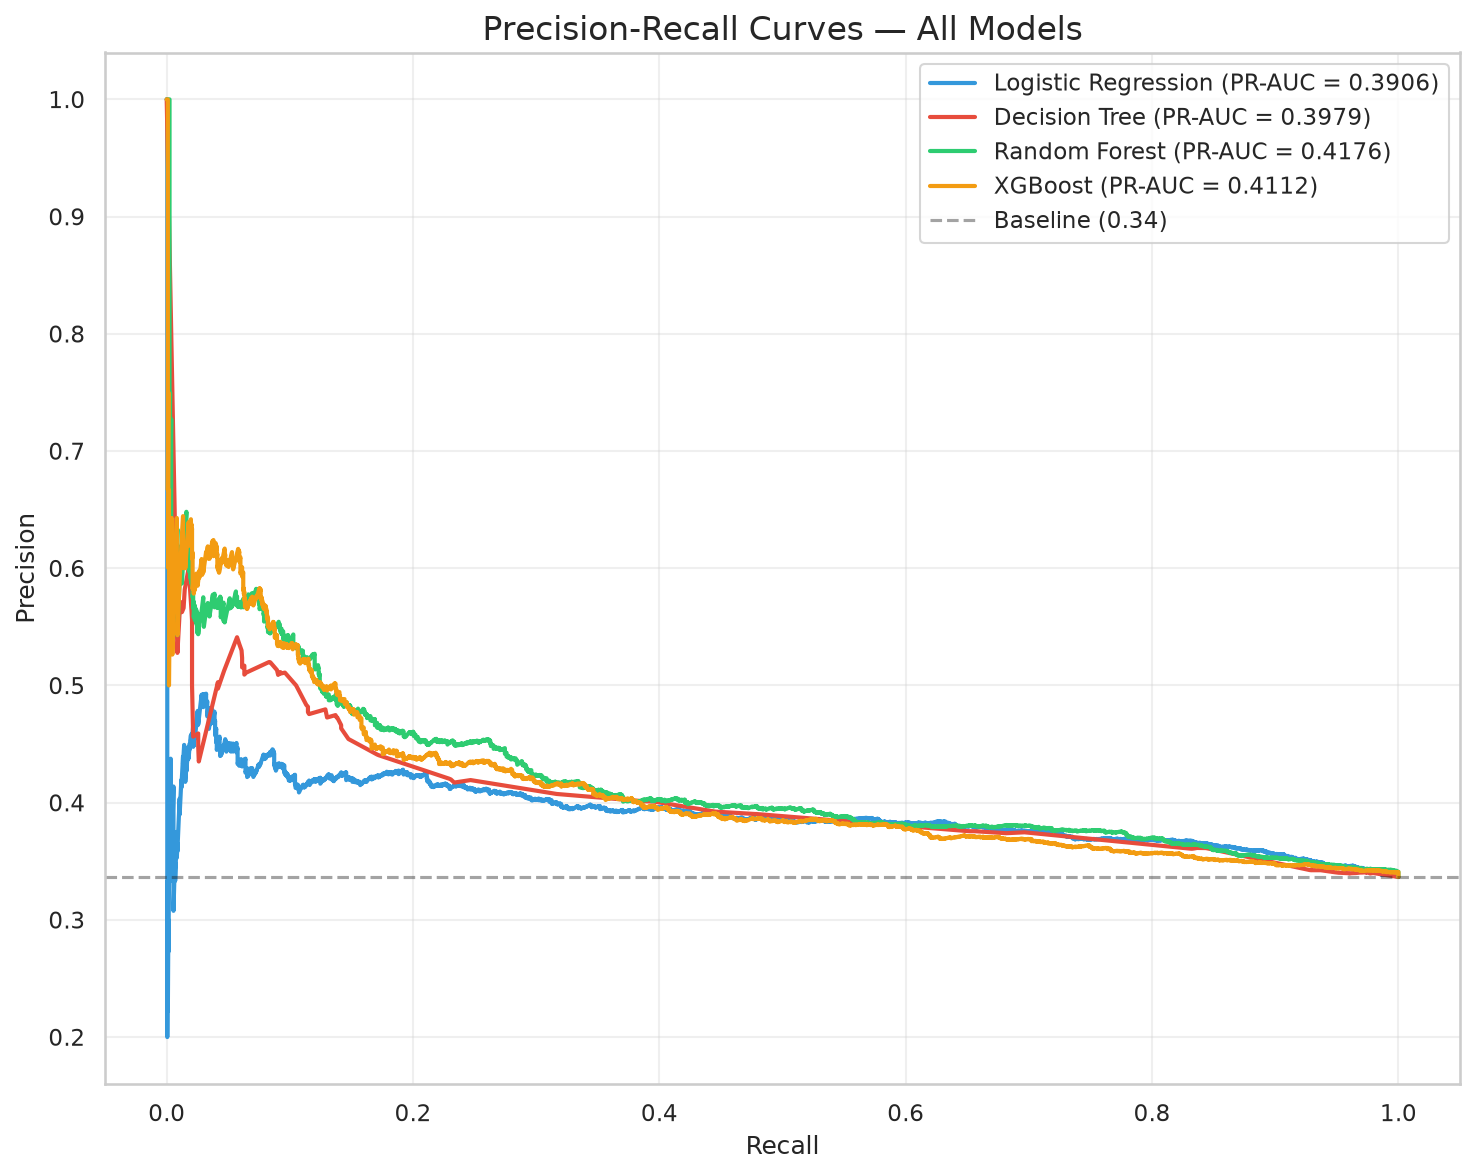 Precision-Recall Curves — All Models
Logistic Regression (PR-AUC = 0.3906)
Decision Tree (PR-AUC = 0.3979)
Random Forest (PR-AUC = 0.4176)
XGBoost (PR-AUC = 0.4112)
Baseline (0.34)
Precision
1.0
0.9
0.8
0.7
0.6
0.5
0.4
0.3
0.2
0.0 0.2 0.4 0.6 0.8 1.0
Recall